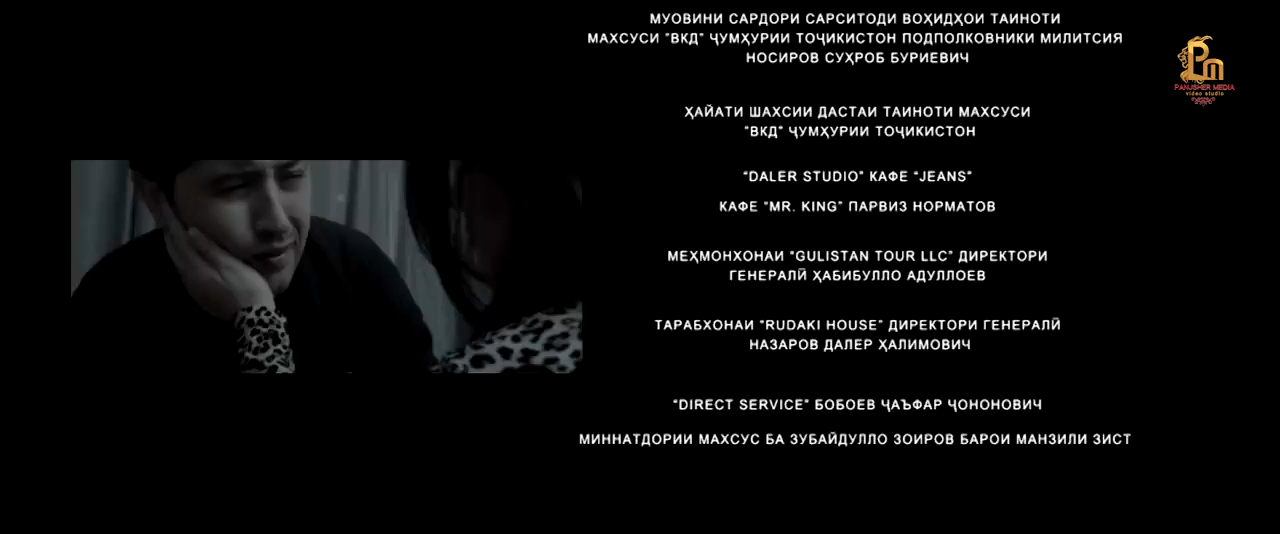 МУОВИНИ САРДОРИ САРСИТОДИ ВОҲИДҲОИ ТАИНОТИ
МАХСУСИ "ВКД" ҶУМҲУРИИ ТОҶИКИСТОН ПОДПОЛКОВНИКИ МИЛИТСИЯ
НОСИРОВ СУҲРОБ БУРИЕВИЧ
ҲАЙАТИ ШАХСИИ ДАСТАИ ТАИНОТИ МАХСУСИ
"ВКД" ҶУМҲУРИИ ТОҶИКИСТОН
"DALER STUDIO" КАФЕ "JEANS"
КАФЕ "MR. KING" ПАРВИЗ НОРМАТОВ
МЕҲМОНХОНАИ "GULISTAN TOUR LLC" ДИРЕКТОРИ
ГЕНЕРАЛӢ ҲАБИБУЛЛО АДУЛЛОЕВ
ТАРАБХОНАИ "RUDAKI HOUSE" ДИРЕКТОРИ ГЕНЕРАЛӢ
НАЗАРОВ ДАЛЕР ҲАЛИМОВИЧ
"DIRECT SERVICE" БОБОЕВ ҶАЪФАР ҶОНОНОВИЧ
МИННАТДОРИИ МАХСУС БА ЗУБАЙДУЛЛО ЗОИРОВ БАРОИ МАНЗИЛИ ЗИСТ
Pm
PANJSHER MEDIA
video studio